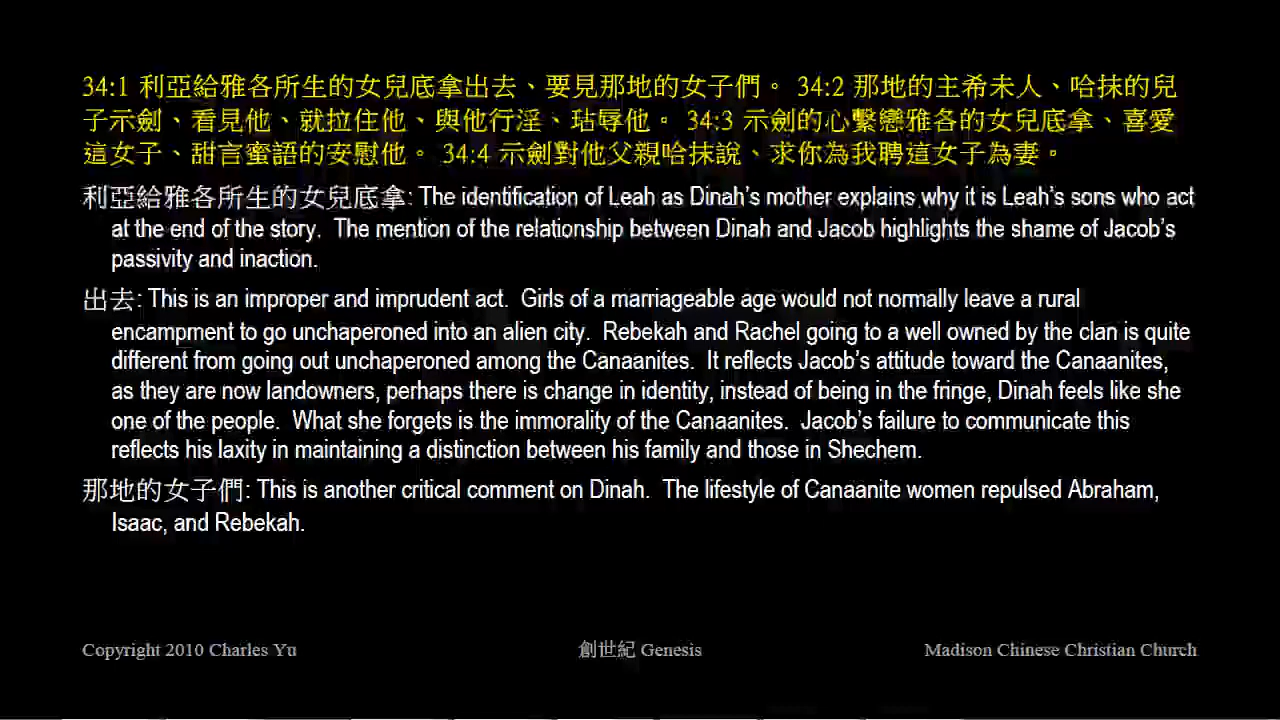 34:1 利亞給雅各所生的女兒底拿出去、要見那地的女子們。 34:2 那地的主希未人、哈抹的兒
子示劍、看見他、就拉住他、與他行淫、玷辱他。 34:3 示劍的心繫戀雅各的女兒底拿、喜愛
這女子、甜言蜜語的安慰他。 34:4 示劍對他父親哈抹說、求你為我聘這女子為妻。
利亞給雅各所生的女兒底拿: The identification of Leah as Dinah’s mother explains why it is Leah’s sons who act
at the end of the story. The mention of the relationship between Dinah and Jacob highlights the shame of Jacob’s
passivity and inaction.
出去: This is an improper and imprudent act. Girls of a marriageable age would not normally leave a rural
encampment to go unchaperoned into an alien city. Rebekah and Rachel going to a well owned by the clan is quite
different from going out unchaperoned among the Canaanites. It reflects Jacob’s attitude toward the Canaanites,
as they are now landowners, perhaps there is change in identity, instead of being in the fringe, Dinah feels like she
one of the people. What she forgets is the immorality of the Canaanites. Jacob’s failure to communicate this
reflects his laxity in maintaining a distinction between his family and those in Shechem.
那地的女子們: This is another critical comment on Dinah. The lifestyle of Canaanite women repulsed Abraham,
Isaac, and Rebekah.
Copyright 2010 Charles Yu 創世紀 Genesis Madison Chinese Christian Church